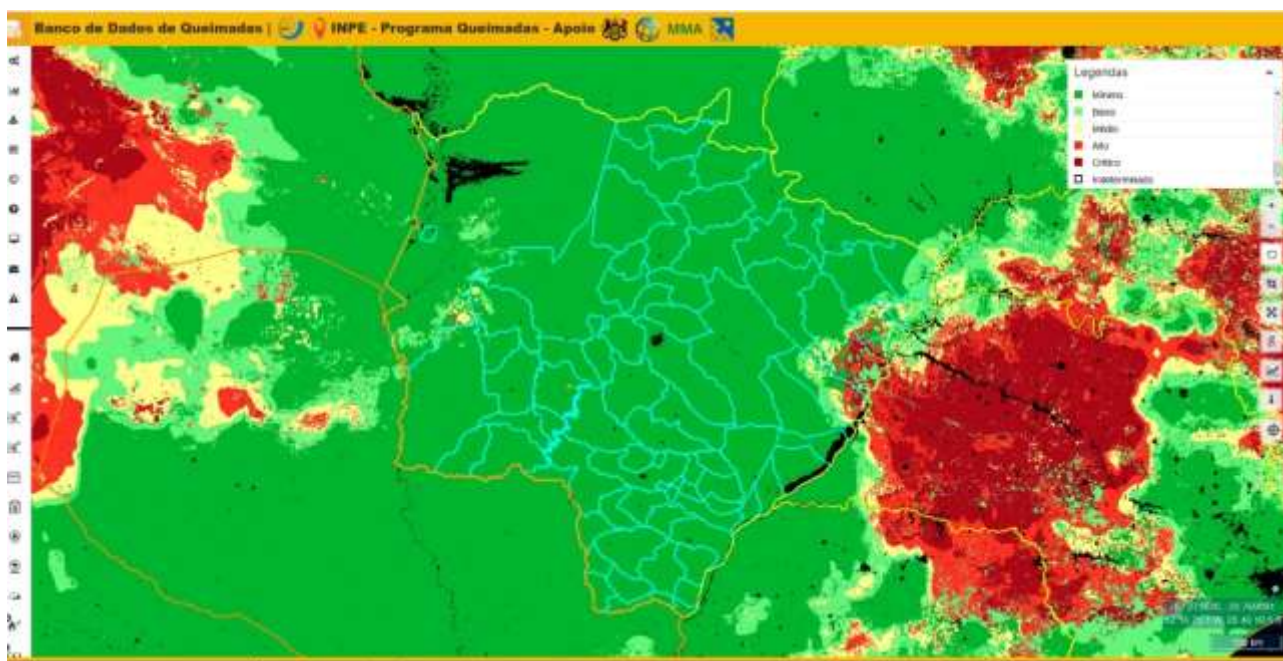 Banco de Dados de Queimadas | INPE - Programa Queimadas - Apoio MMA
Legendas
Mínimo
Baixo
Médio
Alto
Crítico
Indeterminado